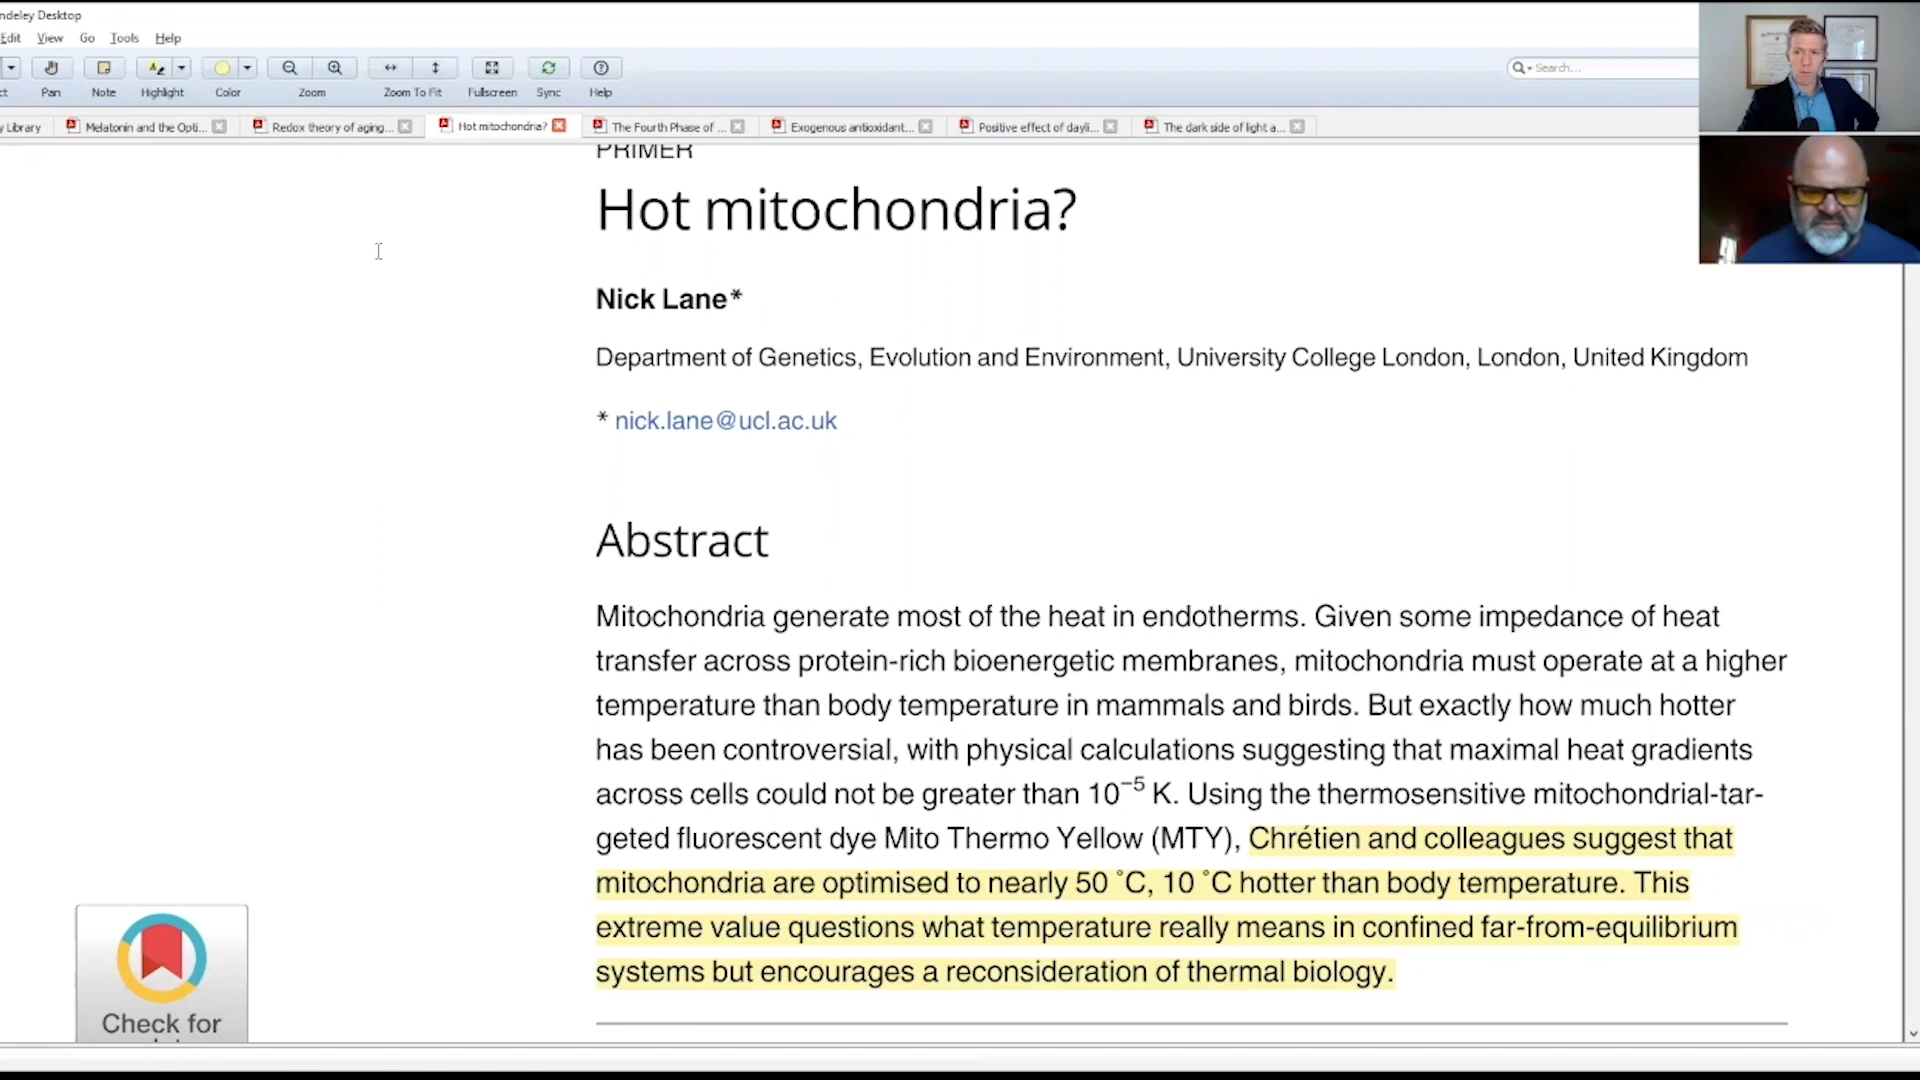 ndeley Desktop
Edit View Go Tools Help
Search...
ct Pan Note Highlight Color Zoom Zoom To Fit Fullscreen Sync Help
y Library Melatonin and the Opti... Redox theory of aging... Hot mitochondria? The Fourth Phase of ... Exogenous antioxidant... Positive effect of dayli... The dark side of light a...
PRIMER
Hot mitochondria?
Nick Lane*
Department of Genetics, Evolution and Environment, University College London, London, United Kingdom
* nick.lane@ucl.ac.uk
Abstract
Mitochondria generate most of the heat in endotherms. Given some impedance of heat
transfer across protein-rich bioenergetic membranes, mitochondria must operate at a higher
temperature than body temperature in mammals and birds. But exactly how much hotter
has been controversial, with physical calculations suggesting that maximal heat gradients
across cells could not be greater than 10⁻⁵ K. Using the thermosensitive mitochondrial-tar-
geted fluorescent dye Mito Thermo Yellow (MTY), Chrétien and colleagues suggest that
mitochondria are optimised to nearly 50 ˚C, 10 ˚C hotter than body temperature. This
extreme value questions what temperature really means in confined far-from-equilibrium
systems but encourages a reconsideration of thermal biology.
Check for